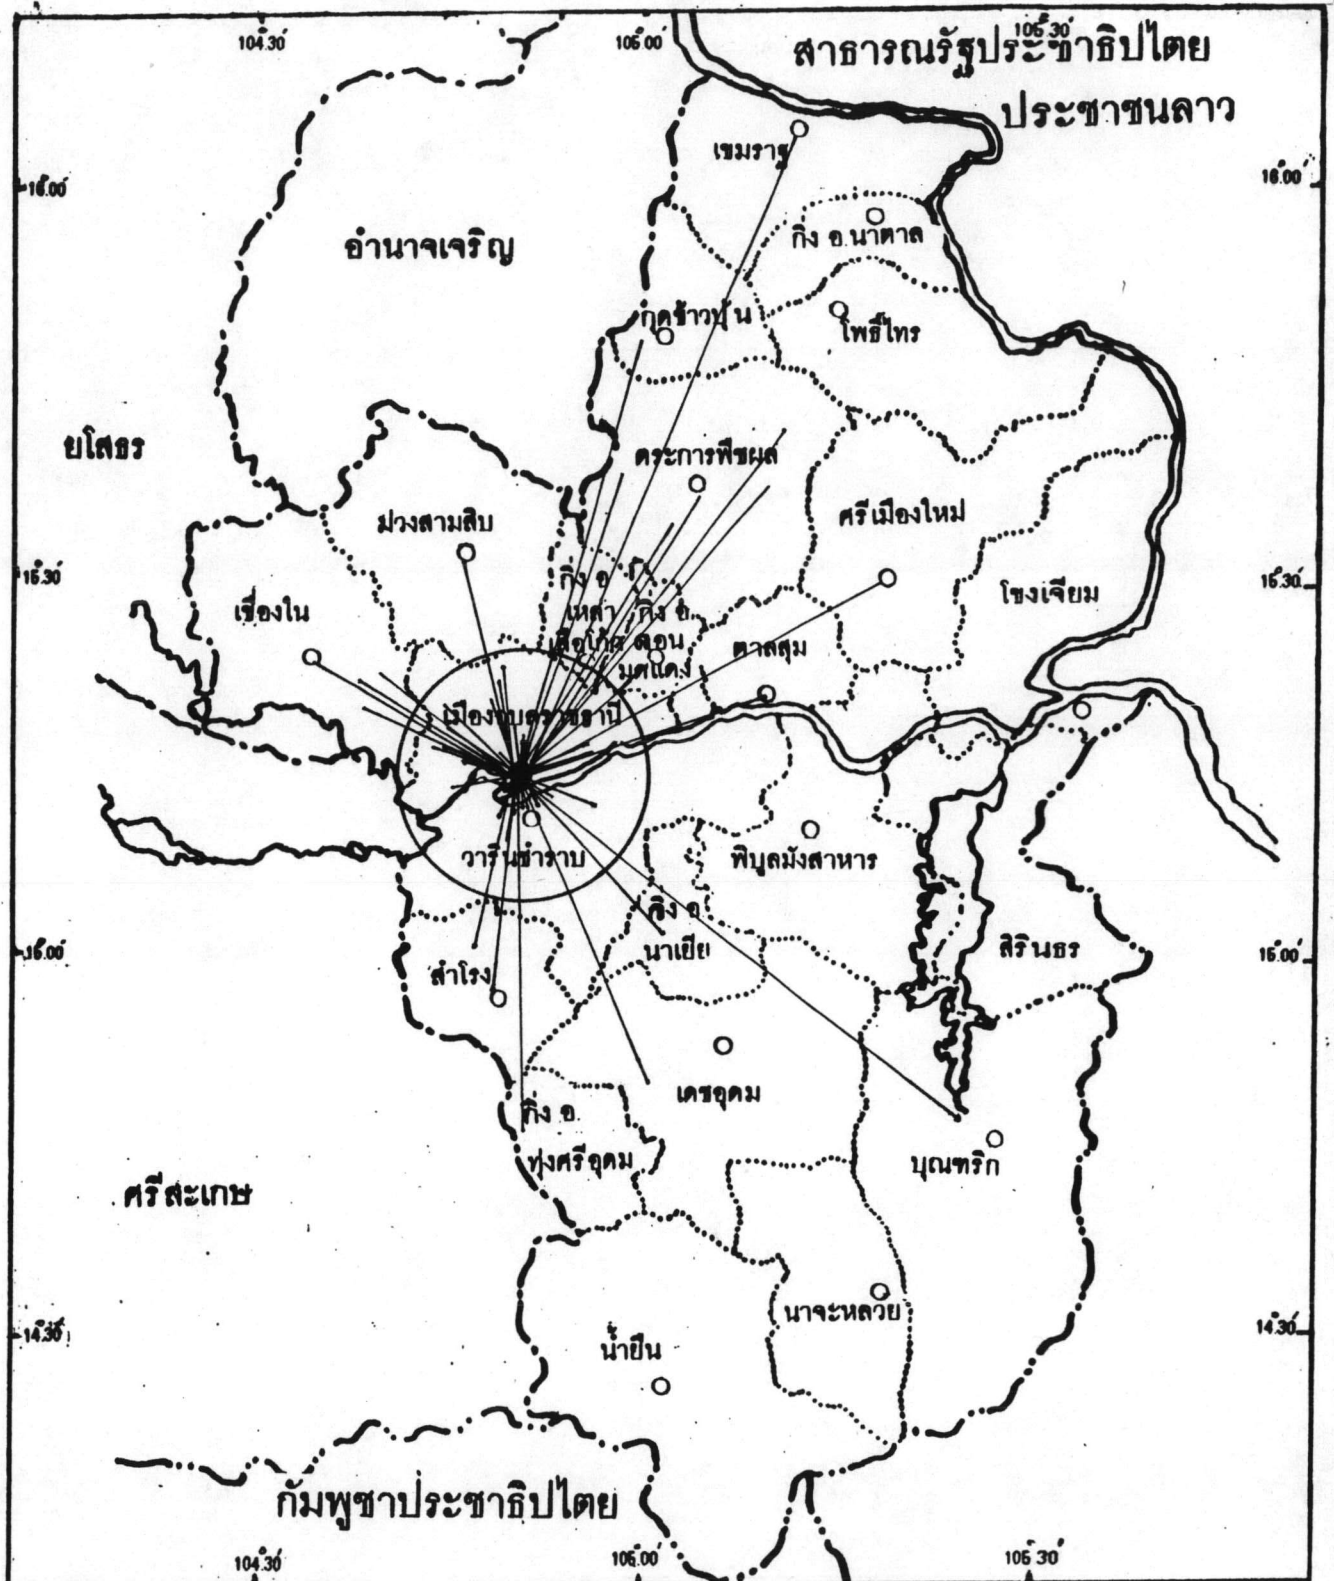 104°30′
105°00′
105°30′
สาธารณรัฐประชาธิปไตย
ประชาชนลาว
เขมราฐ
16°00′
16°00′
กิ่ง อ.นาตาล
อำนาจเจริญ
กุดข้าวปุ้น
โพธิ์ไทร
ยโสธร
ตระการพืชผล
ม่วงสามสิบ
ศรีเมืองใหม่
15°30′
กิ่ง อ.
15°30′
เขื่องใน
เหล่า
กิ่ง อ.
โขงเจียม
เสือโก้ก
ดอน
ตาลสุม
มดแดง
เมืองอุบลราชธานี
วารินชำราบ
พิบูลมังสาหาร
กิ่ง อ.
นาเยีย
สิรินธร
15°00′
15°00′
สำโรง
เดชอุดม
กิ่ง อ.
ทุ่งศรีอุดม
บุณฑริก
ศรีสะเกษ
นาจะหลวย
14°30′
14°30′
น้ำยืน
กัมพูชาประชาธิปไตย
104°30′
105°00′
105°30′